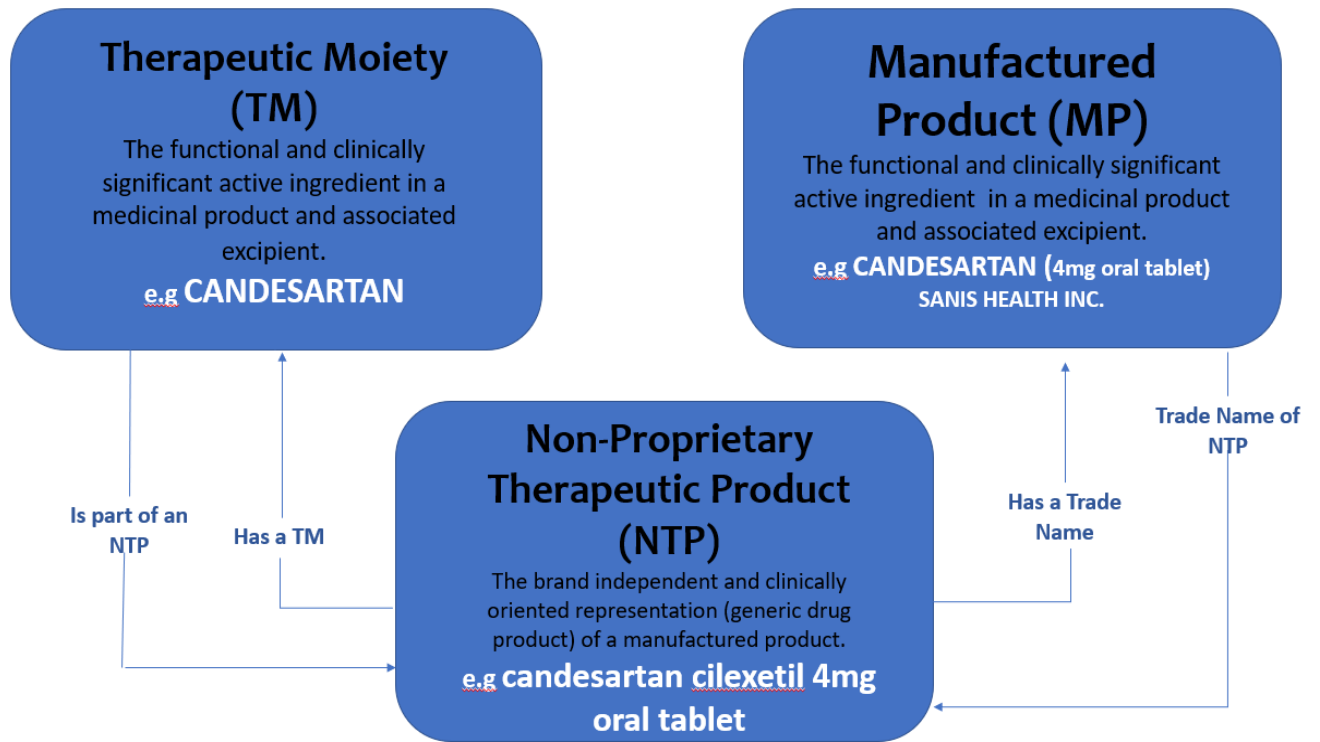 Therapeutic Moiety
(TM)
The functional and clinically
significant active ingredient in a
medicinal product and associated
excipient.
e.g CANDESARTAN
Manufactured
Product (MP)
The functional and clinically significant
active ingredient in a medicinal product
and associated excipient.
e.g CANDESARTAN (4mg oral tablet)
SANIS HEALTH INC.
Is part of an
NTP
Has a TM
Non-Proprietary
Therapeutic Product
(NTP)
The brand independent and clinically
oriented representation (generic drug
product) of a manufactured product.
e.g candesartan cilexetil 4mg
oral tablet
Has a Trade
Name
Trade Name of
NTP